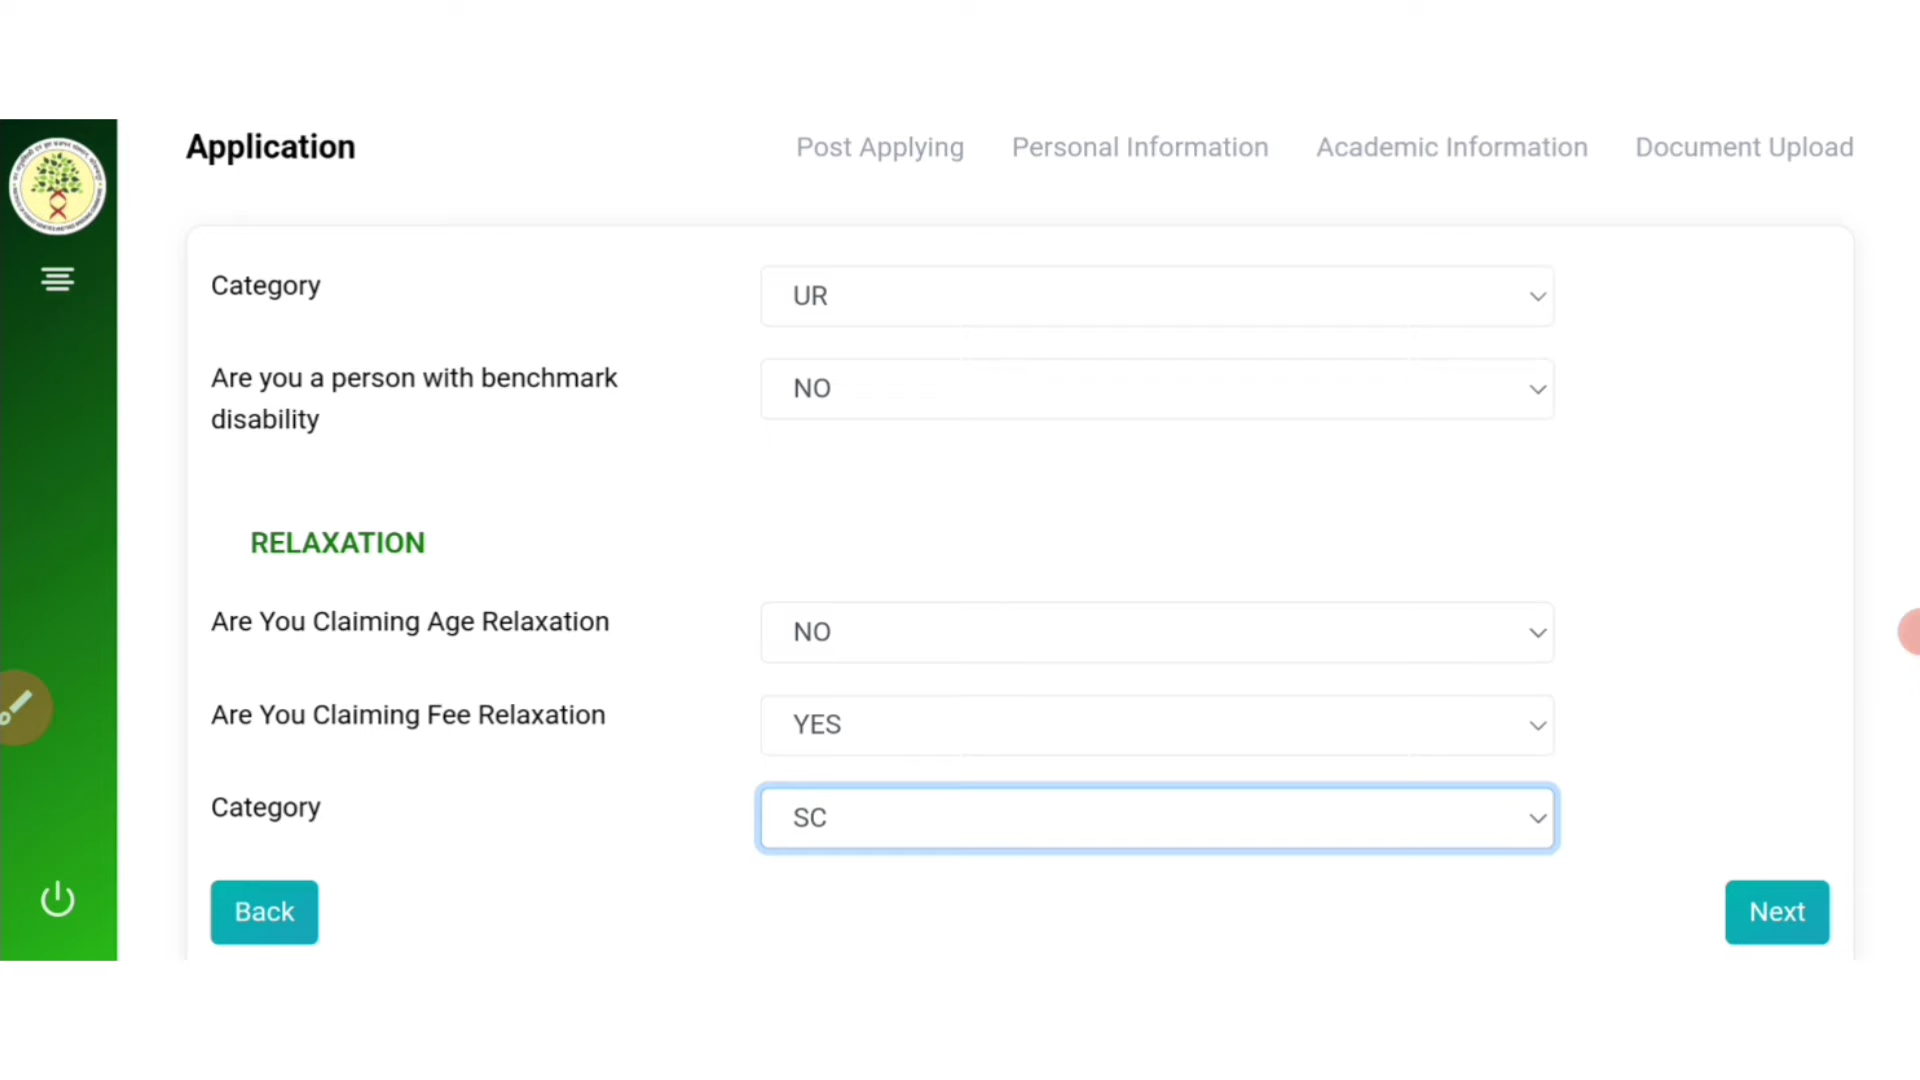 Application
Post Applying
Personal Information
Academic Information
Document Upload
Category
UR
Are you a person with benchmark
disability
NO
RELAXATION
Are You Claiming Age Relaxation
NO
Are You Claiming Fee Relaxation
YES
Category
SC
Back
Next